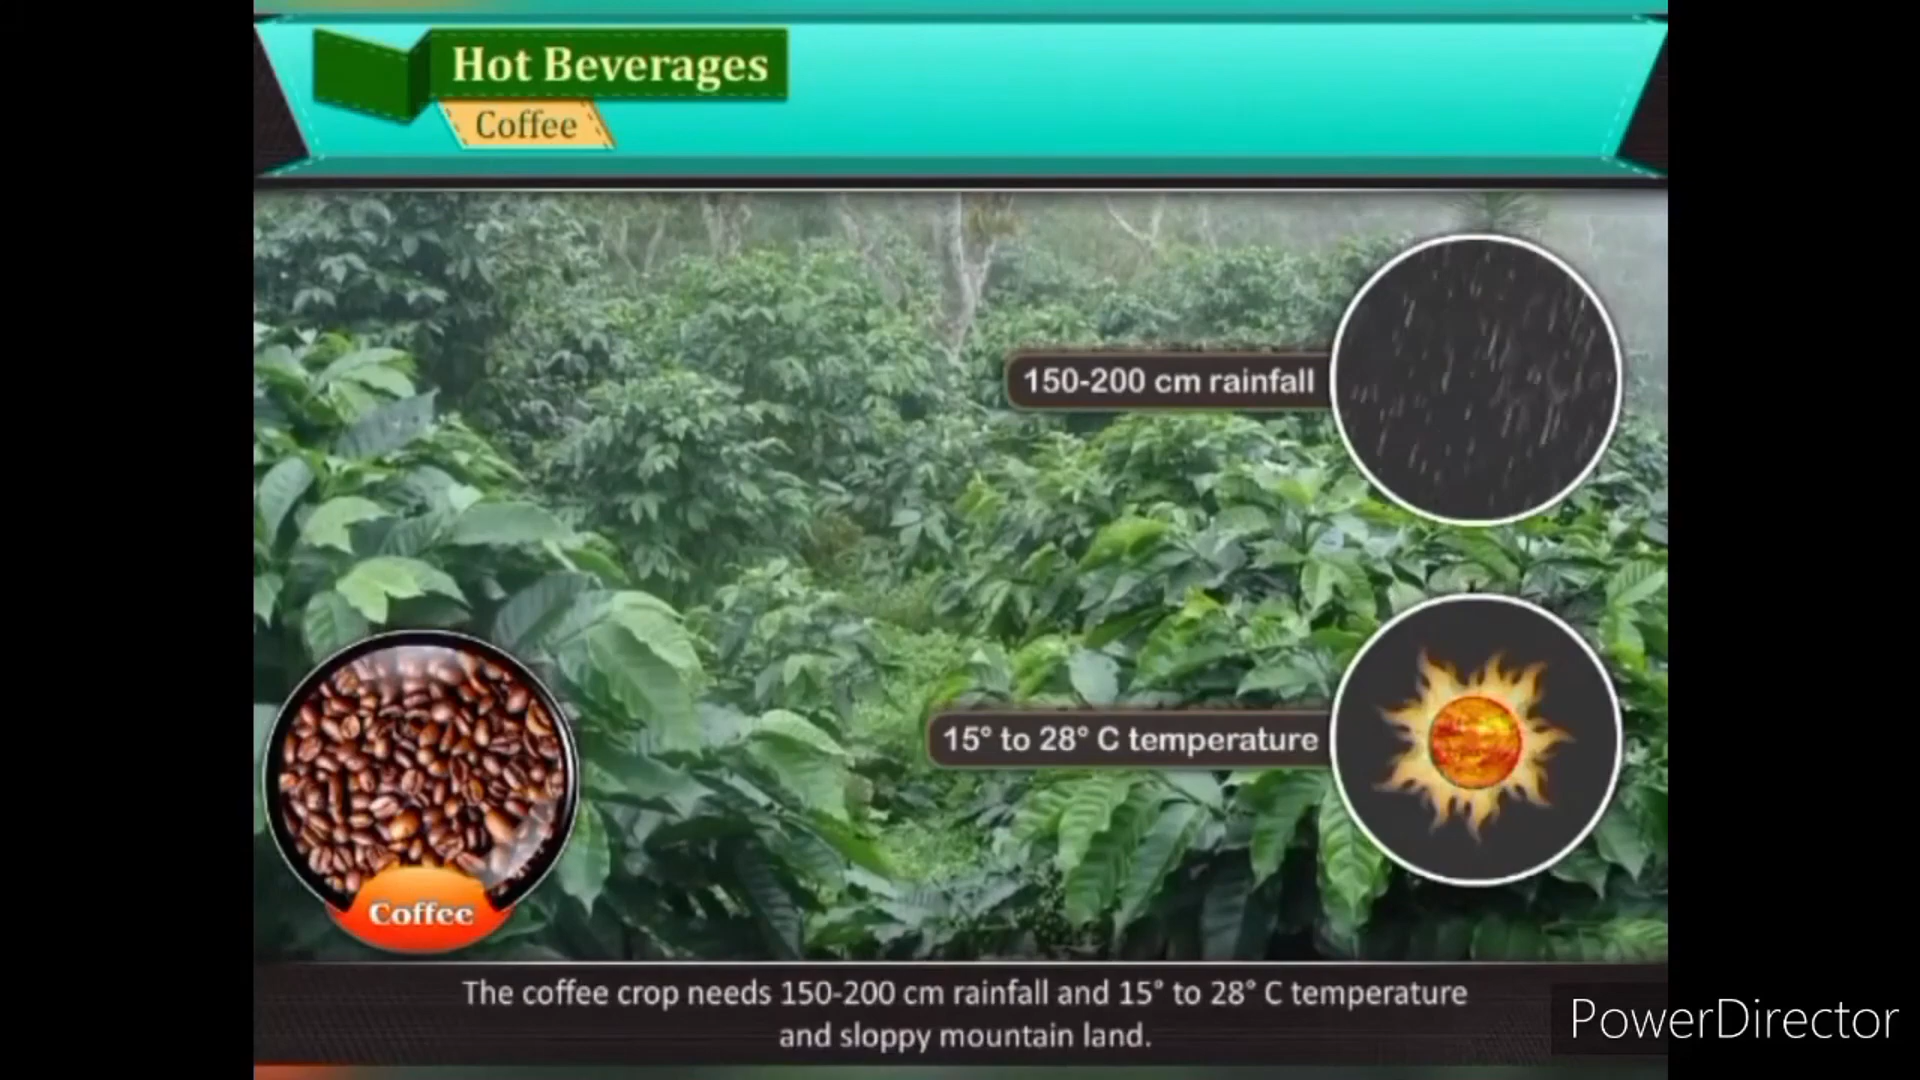 Hot Beverages
Coffee
150-200 cm rainfall
15° to 28° C temperature
Coffee
The coffee crop needs 150-200 cm rainfall and 15° to 28° C temperature
and sloppy mountain land.
PowerDirector